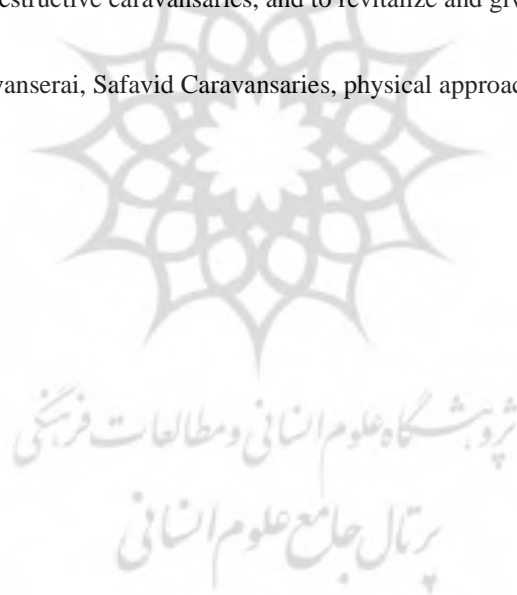 estructive caravansaries, and to revitalize and giv
vanserai, Safavid Caravansaries, physical approac
پژوهشگاه علوم انسانی و مطالعات فرهنگی
پرتال جامع علوم انسانی